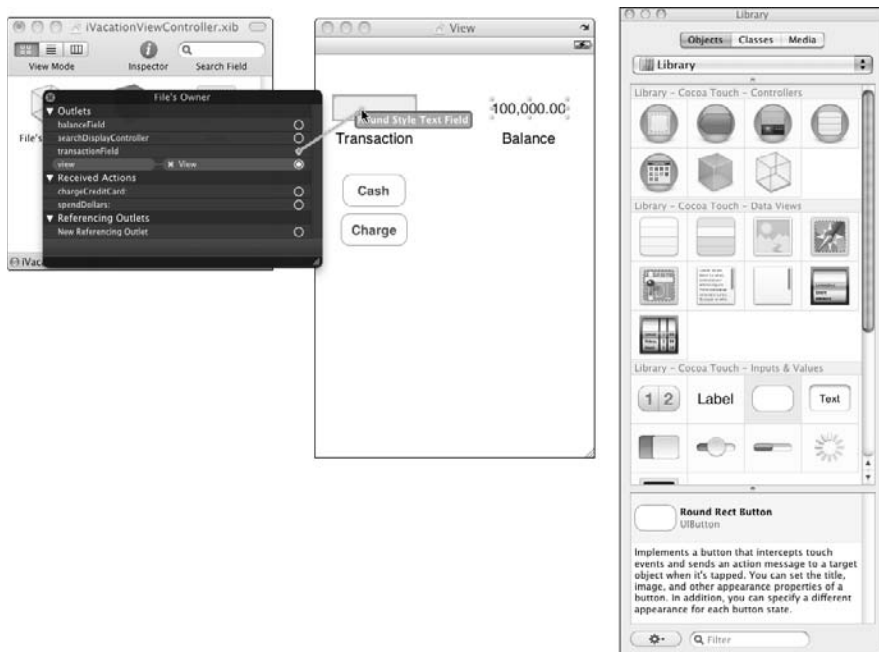 iVacationViewController.xib
View Mode
Inspector
Search Field
File's
File's Owner
Outlets
balanceField
searchDisplayController
transactionField
view
View
Received Actions
chargeCreditCard:
spendDollars:
Referencing Outlets
New Referencing Outlet
iVaca
View
Round Style Text Field
100,000.00
Transaction
Balance
Cash
Charge
Library
Objects
Classes
Media
Library
Library – Cocoa Touch – Controllers
Library – Cocoa Touch – Data Views
Library – Cocoa Touch – Inputs & Values
1 2
Label
Text
Round Rect Button
UIButton
Implements a button that intercepts touch
events and sends an action message to a target
object when it's tapped. You can set the title,
image, and other appearance properties of a
button. In addition, you can specify a different
appearance for each button state.
Filter